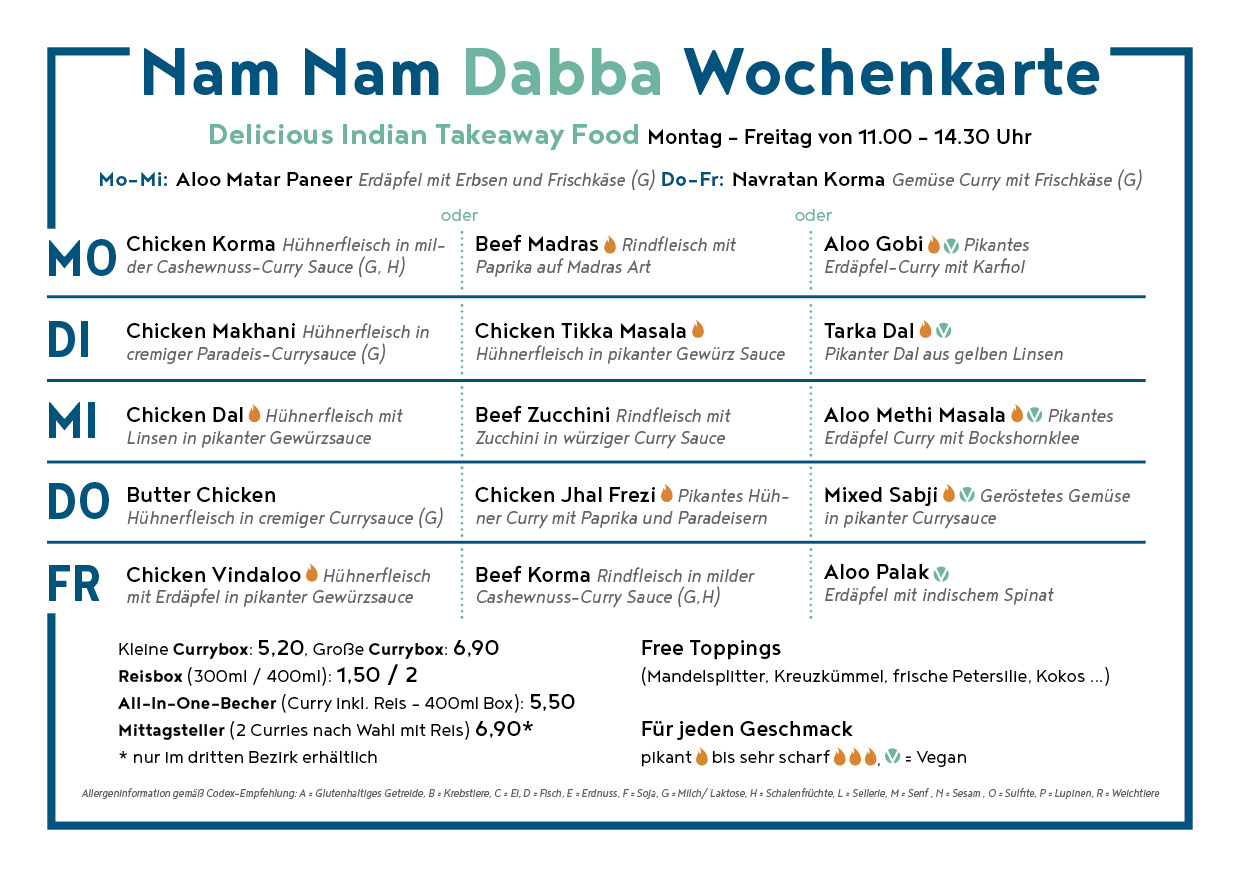 Nam Nam Dabba Wochenkarte
Delicious Indian Takeaway Food Montag – Freitag von 11.00 – 14.30 Uhr
Mo–Mi: Aloo Matar Paneer Erdäpfel mit Erbsen und Frischkäse (G) Do–Fr: Navratan Korma Gemüse Curry mit Frischkäse (G)
oder
oder
MO
Chicken Korma Hühnerfleisch in mil-
der Cashewnuss-Curry Sauce (G, H)
Beef Madras Rindfleisch mit
Paprika auf Madras Art
Aloo Gobi Pikantes
Erdäpfel-Curry mit Karfiol
DI
Chicken Makhani Hühnerfleisch in
cremiger Paradeis-Currysauce (G)
Chicken Tikka Masala
Hühnerfleisch in pikanter Gewürz Sauce
Tarka Dal
Pikanter Dal aus gelben Linsen
MI
Chicken Dal Hühnerfleisch mit
Linsen in pikanter Gewürzsauce
Beef Zucchini Rindfleisch mit
Zucchini in würziger Curry Sauce
Aloo Methi Masala Pikantes
Erdäpfel Curry mit Bockshornklee
DO
Butter Chicken
Hühnerfleisch in cremiger Currysauce (G)
Chicken Jhal Frezi Pikantes Hüh-
ner Curry mit Paprika und Paradeisern
Mixed Sabji Geröstetes Gemüse
in pikanter Currysauce
FR
Chicken Vindaloo Hühnerfleisch
mit Erdäpfel in pikanter Gewürzsauce
Beef Korma Rindfleisch in milder
Cashewnuss-Curry Sauce (G,H)
Aloo Palak
Erdäpfel mit indischem Spinat
Kleine Currybox: 5,20, Große Currybox: 6,90
Reisbox (300ml / 400ml): 1,50 / 2
All-In-One-Becher (Curry inkl. Reis - 400ml Box): 5,50
Mittagsteller (2 Curries nach Wahl mit Reis) 6,90*
* nur im dritten Bezirk erhältlich
Free Toppings
(Mandelsplitter, Kreuzkümmel, frische Petersilie, Kokos ...)
Für jeden Geschmack
pikant bis sehr scharf , = Vegan
Allergeninformation gemäß Codex-Empfehlung: A = Glutenhaltiges Getreide, B = Krebstiere, C = Ei, D = Fisch, E = Erdnuss, F = Soja, G = Milch/ Laktose, H = Schalenfrüchte, L = Sellerie, M = Senf , N = Sesam , O = Sulfite, P = Lupinen, R = Weichtiere